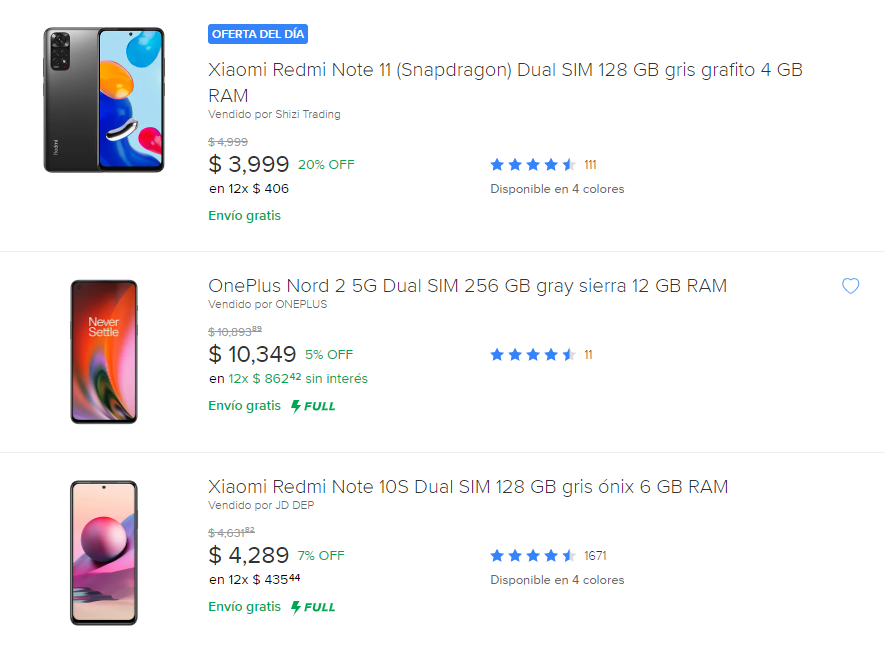 OFERTA DEL DÍA
Xiaomi Redmi Note 11 (Snapdragon) Dual SIM 128 GB gris grafito 4 GB
RAM
Vendido por Shizi Trading
$ 4,999
$ 3,999 20% OFF
111
en 12x $ 406
Disponible en 4 colores
Envío gratis
Redmi
OnePlus Nord 2 5G Dual SIM 256 GB gray sierra 12 GB RAM
Vendido por ONEPLUS
Never
Settle
$ 10,893 89
$ 10,349 5% OFF
11
en 12x $ 862 42 sin interés
Envío gratis FULL
Xiaomi Redmi Note 10S Dual SIM 128 GB gris ónix 6 GB RAM
Vendido por JD DEP
$ 4,631 82
$ 4,289 7% OFF
1671
en 12x $ 435 44
Disponible en 4 colores
Envío gratis FULL